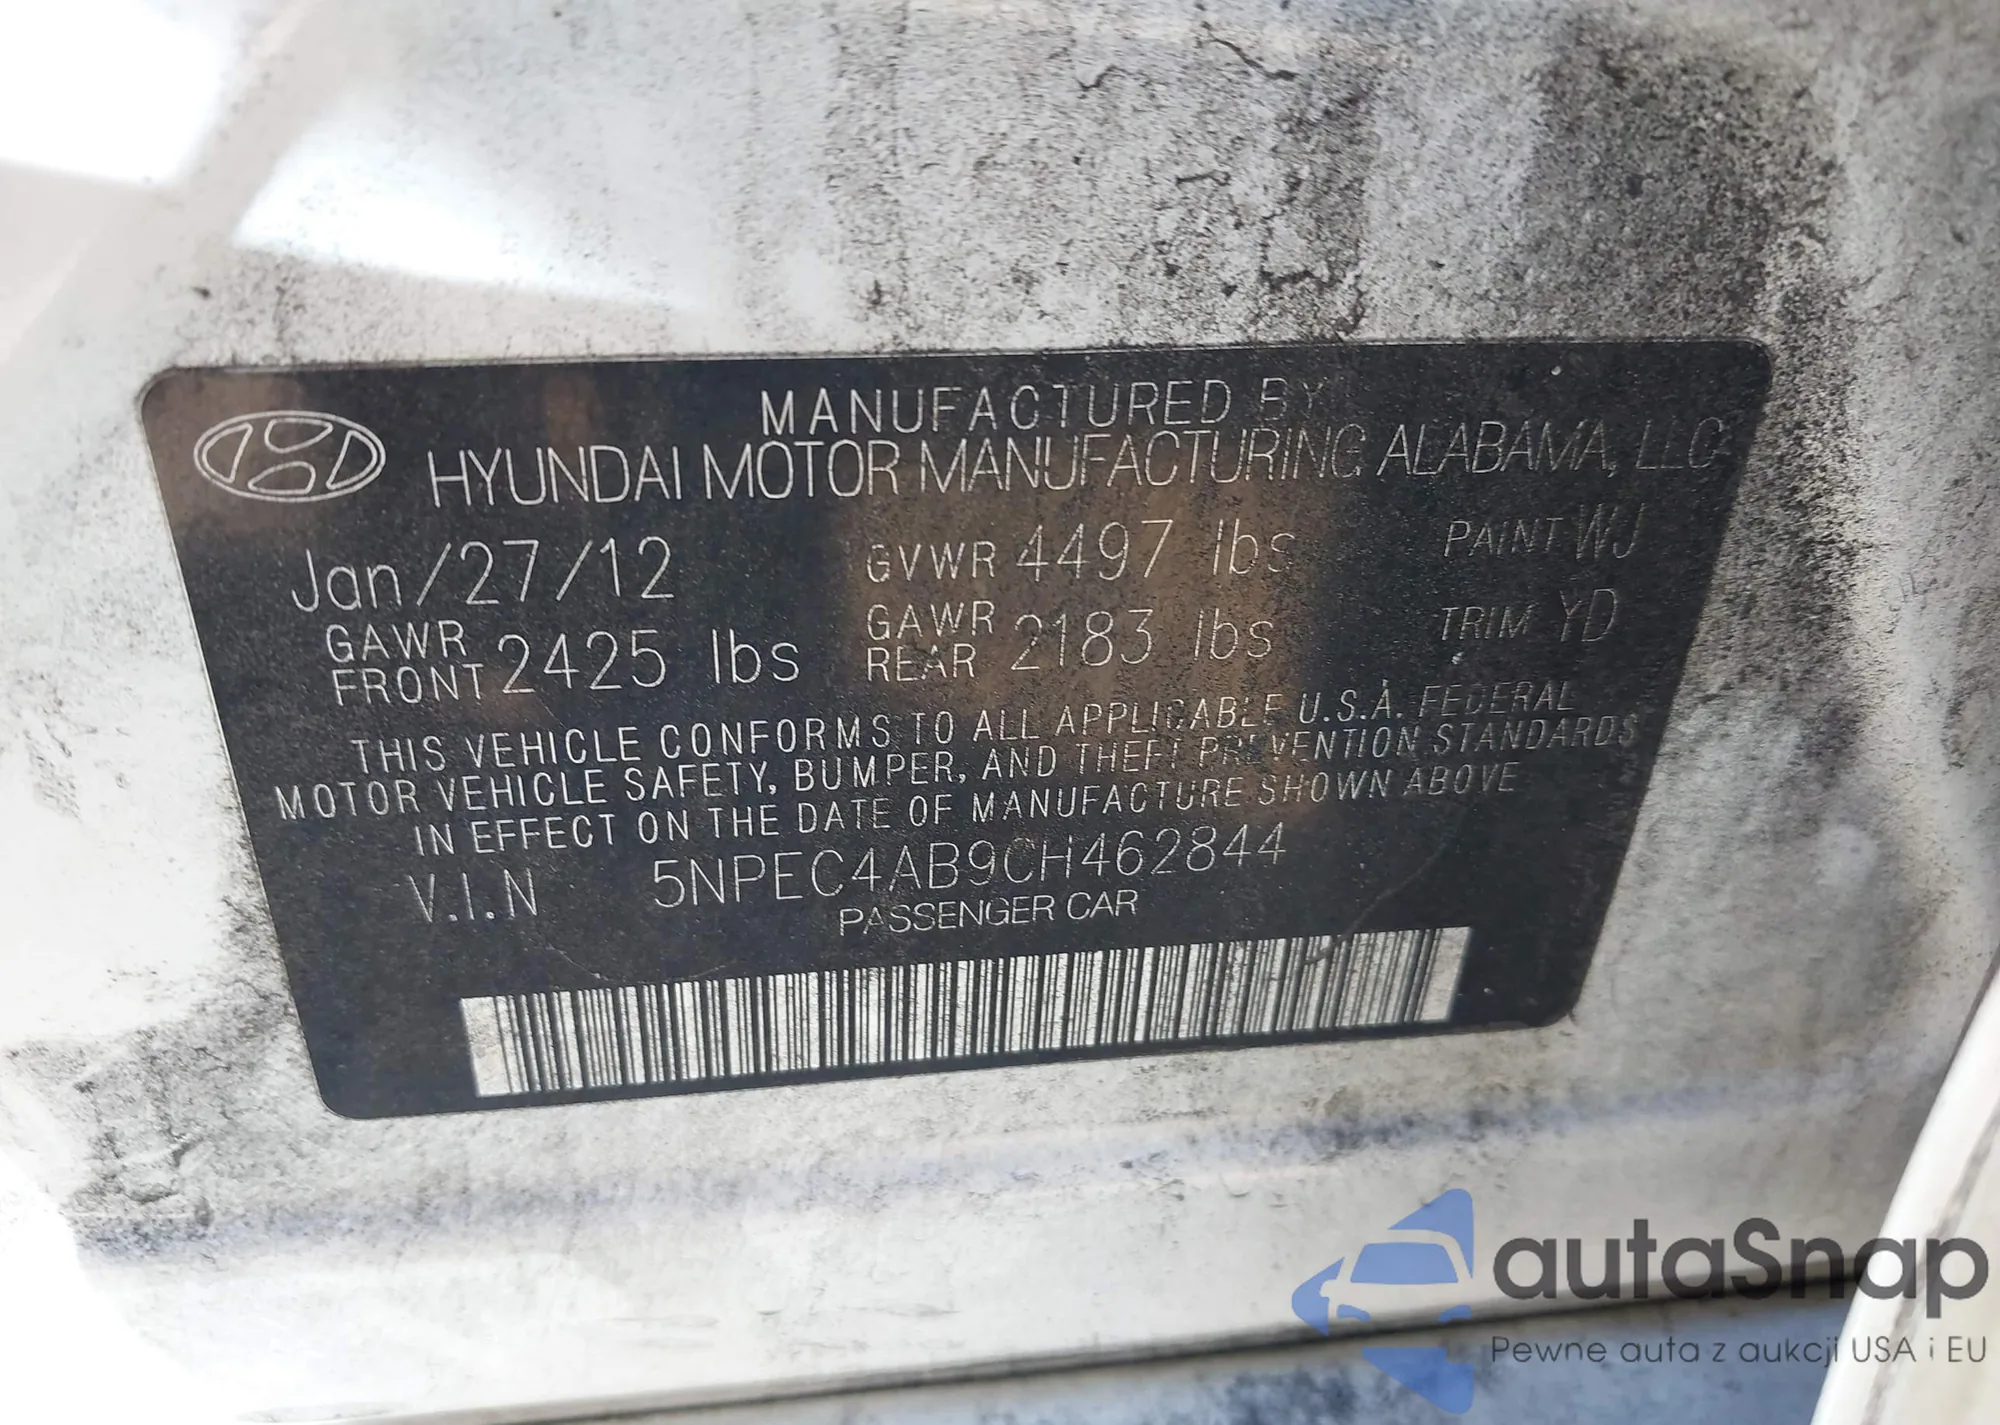 MANUFACTURED BY
HYUNDAI MOTOR MANUFACTURING ALABAMA, LLC
Jan/27/12 GVWR 4497 lbs PAINT WJ
GAWR FRONT 2425 lbs GAWR REAR 2183 lbs TRIM YD
THIS VEHICLE CONFORMS TO ALL APPLICABLE U.S.A. FEDERAL
MOTOR VEHICLE SAFETY, BUMPER, AND THEFT PREVENTION STANDARDS
IN EFFECT ON THE DATE OF MANUFACTURE SHOWN ABOVE
V.I.N 5NPEC4AB9CH462844
PASSENGER CAR
autaSnap
Pewne auta z aukcji USA i EU